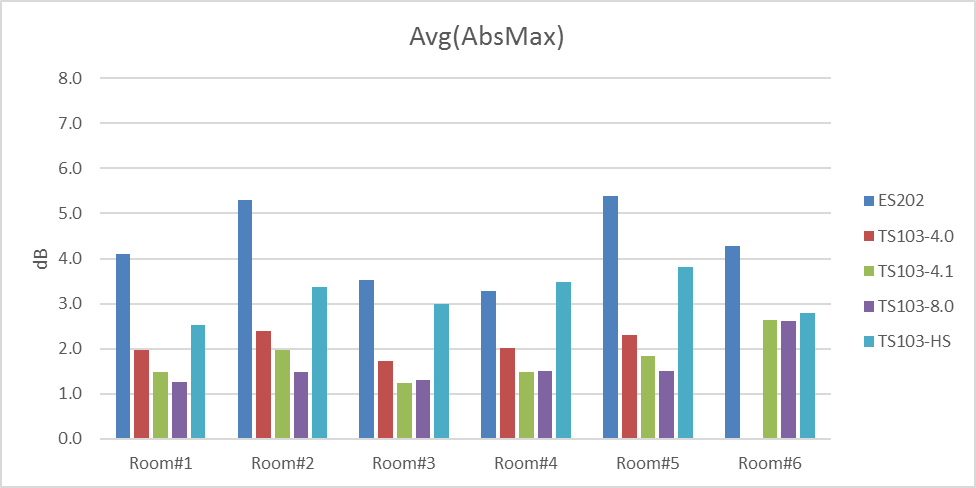 Avg(AbsMax)
8.0
7.0
6.0
5.0
4.0
3.0
2.0
1.0
0.0
dB
Room#1 Room#2 Room#3 Room#4 Room#5 Room#6
ES202
TS103-4.0
TS103-4.1
TS103-8.0
TS103-HS